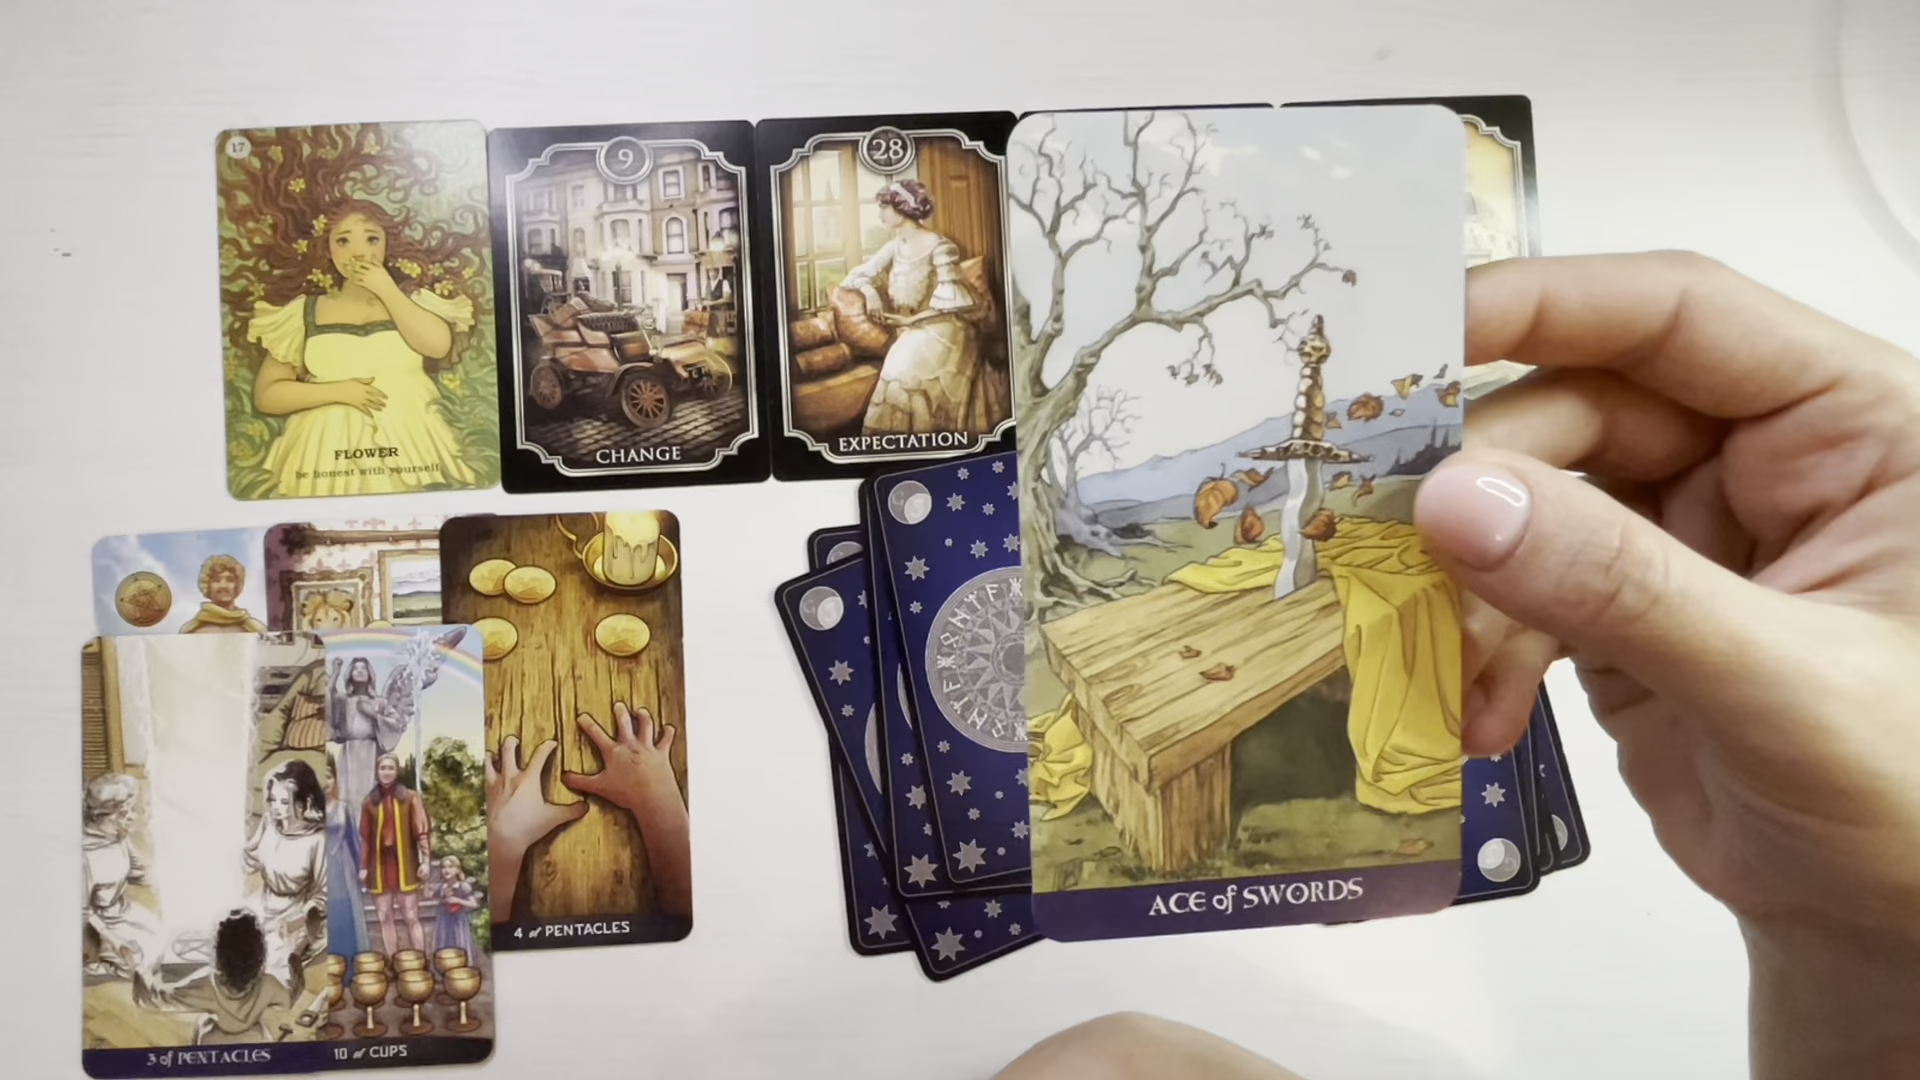 17
FLOWER
be honest with yourself
9
CHANGE
28
EXPECTATION
4 of PENTACLES
ACE of SWORDS
3 of PENTACLES
10 of CUPS